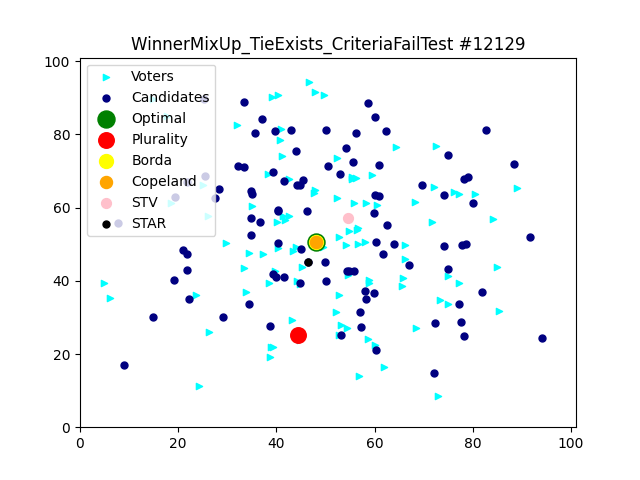 WinnerMixUp_TieExists_CriteriaFailTest #12129
100
80
60
40
20
0
0 20 40 60 80 100
Voters
Candidates
Optimal
Plurality
Borda
Copeland
STV
STAR